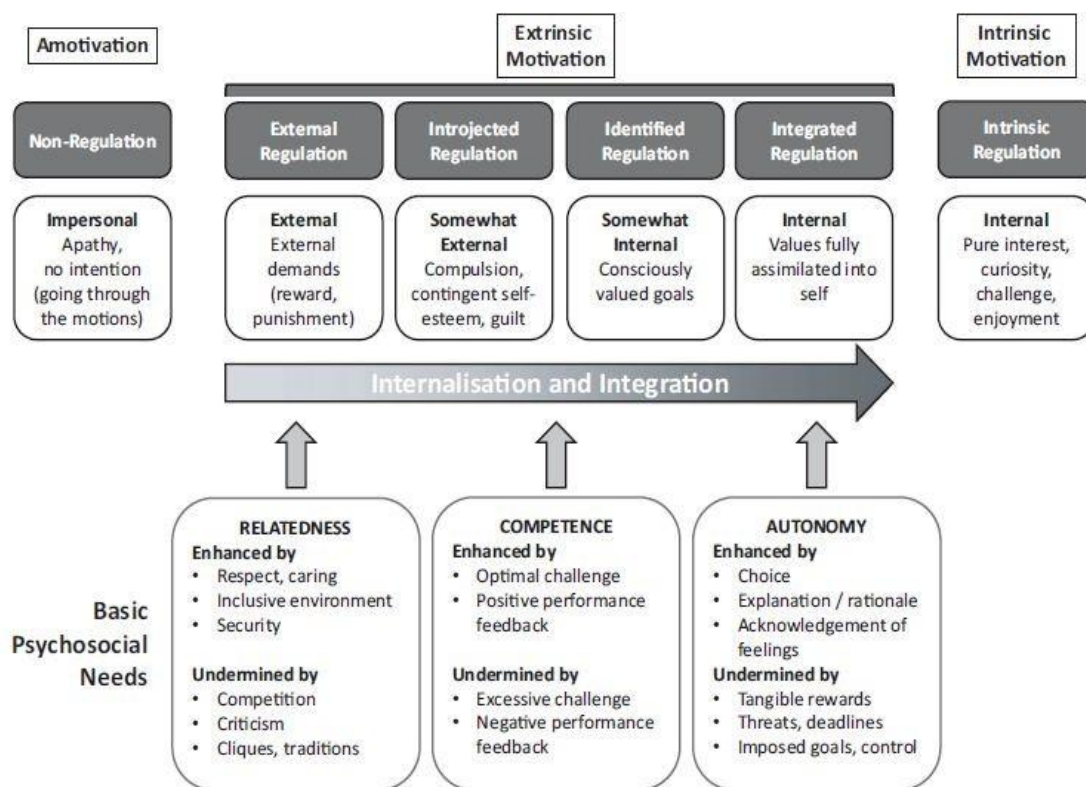 Amotivation
Extrinsic
Motivation
Intrinsic
Motivation
Non-Regulation
External
Regulation
Introjected
Regulation
Identified
Regulation
Integrated
Regulation
Intrinsic
Regulation
Impersonal
Apathy,
no intention
(going through
the motions)
External
External
demands
(reward,
punishment)
Somewhat
External
Compulsion,
contingent self-
esteem, guilt
Somewhat
Internal
Consciously
valued goals
Internal
Values fully
assimilated into
self
Internal
Pure interest,
curiosity,
challenge,
enjoyment
Internalisation and Integration
Basic
Psychosocial
Needs
RELATEDNESS
Enhanced by
• Respect, caring
• Inclusive environment
• Security
Undermined by
• Competition
• Criticism
• Cliques, traditions
COMPETENCE
Enhanced by
• Optimal challenge
• Positive performance
feedback
Undermined by
• Excessive challenge
• Negative performance
feedback
AUTONOMY
Enhanced by
• Choice
• Explanation / rationale
• Acknowledgement of
feelings
Undermined by
• Tangible rewards
• Threats, deadlines
• Imposed goals, control